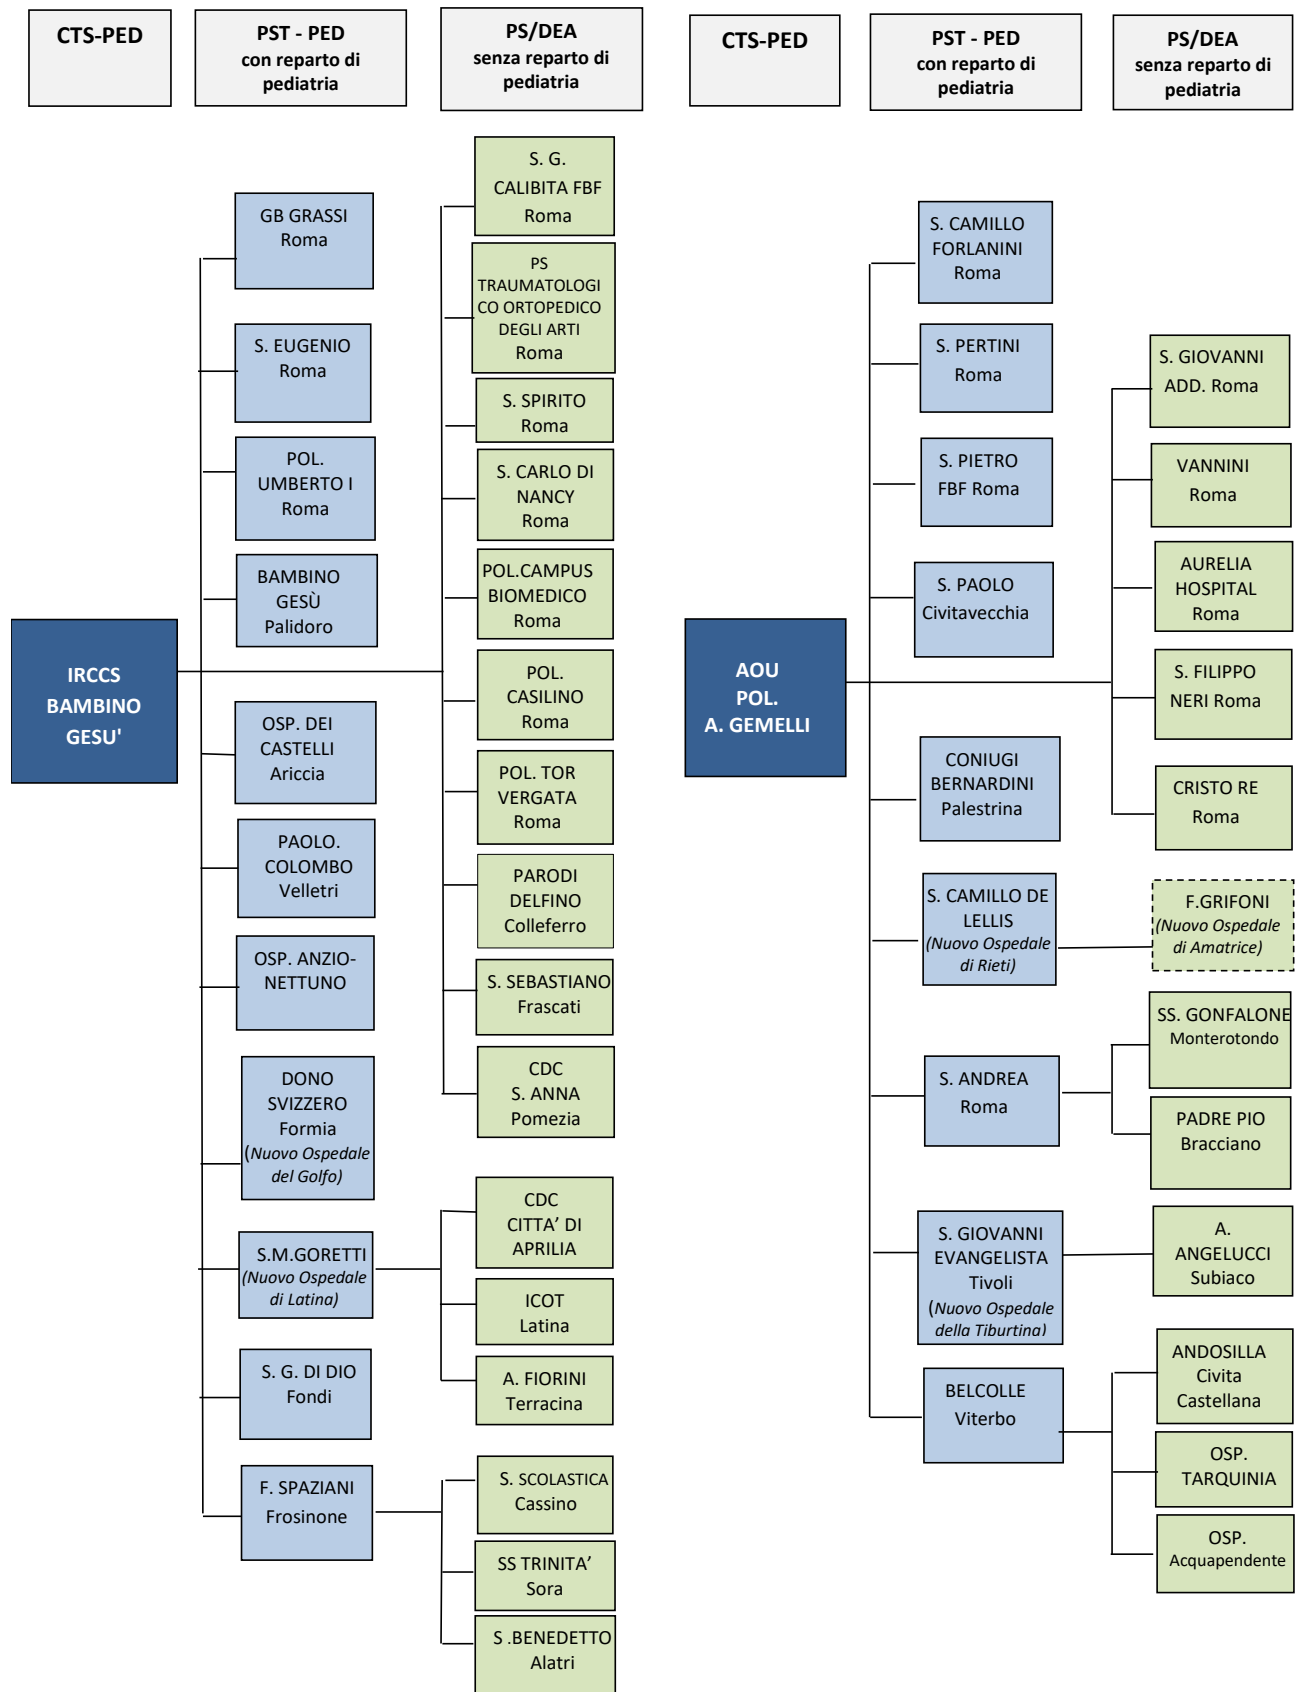 CTS-PED
PST - PED
con reparto di
pediatria
PS/DEA
senza reparto di
pediatria
IRCCS
BAMBINO
GESU'
GB GRASSI
Roma
S. EUGENIO
Roma
POL.
UMBERTO I
Roma
BAMBINO
GESÙ
Palidoro
OSP. DEI
CASTELLI
Ariccia
PAOLO.
COLOMBO
Velletri
OSP. ANZIO-
NETTUNO
DONO
SVIZZERO
Formia
(Nuovo Ospedale
del Golfo)
S.M.GORETTI
(Nuovo Ospedale
di Latina)
S. G. DI DIO
Fondi
F. SPAZIANI
Frosinone
S. G.
CALIBITA FBF
Roma
PS
TRAUMATOLOGI
CO ORTOPEDICO
DEGLI ARTI
Roma
S. SPIRITO
Roma
S. CARLO DI
NANCY
Roma
POL.CAMPUS
BIOMEDICO
Roma
POL.
CASILINO
Roma
POL. TOR
VERGATA
Roma
PARODI
DELFINO
Colleferro
S. SEBASTIANO
Frascati
CDC
S. ANNA
Pomezia
CDC
CITTA’ DI
APRILIA
ICOT
Latina
A. FIORINI
Terracina
S. SCOLASTICA
Cassino
SS TRINITA’
Sora
S .BENEDETTO
Alatri
CTS-PED
PST - PED
con reparto di
pediatria
PS/DEA
senza reparto di
pediatria
AOU
POL.
A. GEMELLI
S. CAMILLO
FORLANINI
Roma
S. PERTINI
Roma
S. PIETRO
FBF Roma
S. PAOLO
Civitavecchia
CONIUGI
BERNARDINI
Palestrina
S. CAMILLO DE
LELLIS
(Nuovo Ospedale
di Rieti)
S. ANDREA
Roma
S. GIOVANNI
EVANGELISTA
Tivoli
(Nuovo Ospedale
della Tiburtina)
BELCOLLE
Viterbo
S. GIOVANNI
ADD. Roma
VANNINI
Roma
AURELIA
HOSPITAL
Roma
S. FILIPPO
NERI Roma
CRISTO RE
Roma
F.GRIFONI
(Nuovo Ospedale
di Amatrice)
SS. GONFALONE
Monterotondo
PADRE PIO
Bracciano
A.
ANGELUCCI
Subiaco
ANDOSILLA
Civita
Castellana
OSP.
TARQUINIA
OSP.
Acquapendente